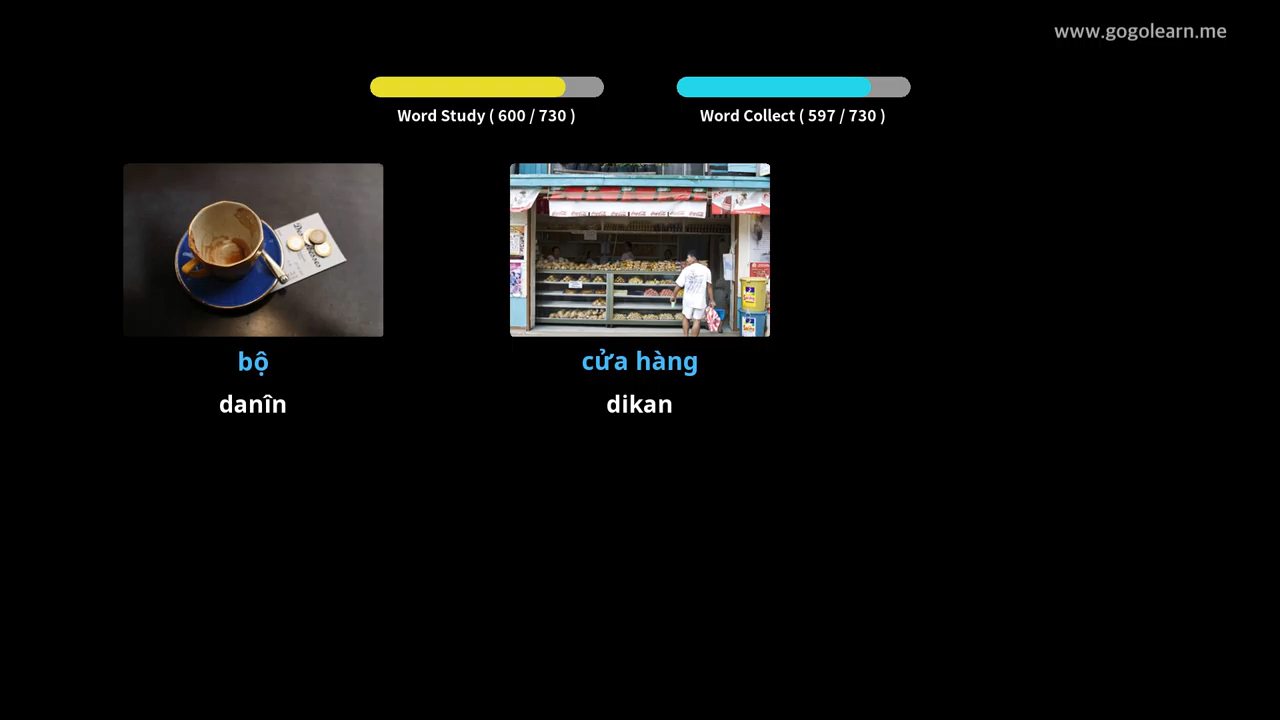 www.gogolearn.me
Word Study ( 600 / 730 )
Word Collect ( 597 / 730 )
bộ
cửa hàng
danîn
dikan